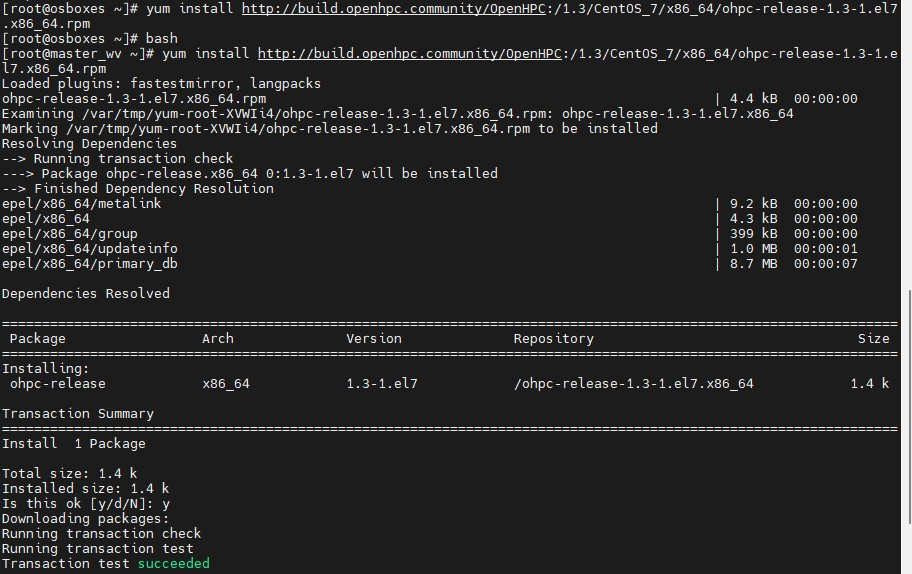 [root@osboxes ~]# yum install http://build.openhpc.community/OpenHPC:/1.3/CentOS_7/x86_64/ohpc-release-1.3-1.el7
.x86_64.rpm
[root@osboxes ~]# bash
[root@master_wv ~]# yum install http://build.openhpc.community/OpenHPC:/1.3/CentOS_7/x86_64/ohpc-release-1.3-1.e
l7.x86_64.rpm
Loaded plugins: fastestmirror, langpacks
ohpc-release-1.3-1.el7.x86_64.rpm | 4.4 kB 00:00:00
Examining /var/tmp/yum-root-XVWIi4/ohpc-release-1.3-1.el7.x86_64.rpm: ohpc-release-1.3-1.el7.x86_64
Marking /var/tmp/yum-root-XVWIi4/ohpc-release-1.3-1.el7.x86_64.rpm to be installed
Resolving Dependencies
--> Running transaction check
---> Package ohpc-release.x86_64 0:1.3-1.el7 will be installed
--> Finished Dependency Resolution
epel/x86_64/metalink | 9.2 kB 00:00:00
epel/x86_64 | 4.3 kB 00:00:00
epel/x86_64/group | 399 kB 00:00:00
epel/x86_64/updateinfo | 1.0 MB 00:00:01
epel/x86_64/primary_db | 8.7 MB 00:00:07
Dependencies Resolved
================================================================================================================
Package Arch Version Repository Size
================================================================================================================
Installing:
ohpc-release x86_64 1.3-1.el7 /ohpc-release-1.3-1.el7.x86_64 1.4 k
Transaction Summary
================================================================================================================
Install 1 Package
Total size: 1.4 k
Installed size: 1.4 k
Is this ok [y/d/N]: y
Downloading packages:
Running transaction check
Running transaction test
Transaction test succeeded